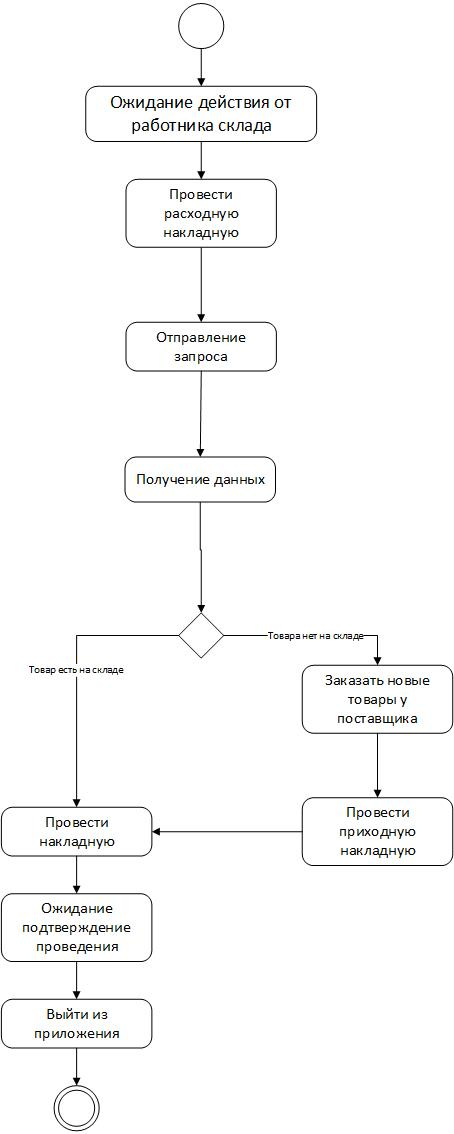 Ожидание действия от
работника склада
Провести
расходную
накладную
Отправление
запроса
Получение данных
Товара нет на складе
Товар есть на складе
Заказать новые
товары у
поставщика
Провести
приходную
накладную
Провести
накладную
Ожидание
подтверждение
проведения
Выйти из
приложения